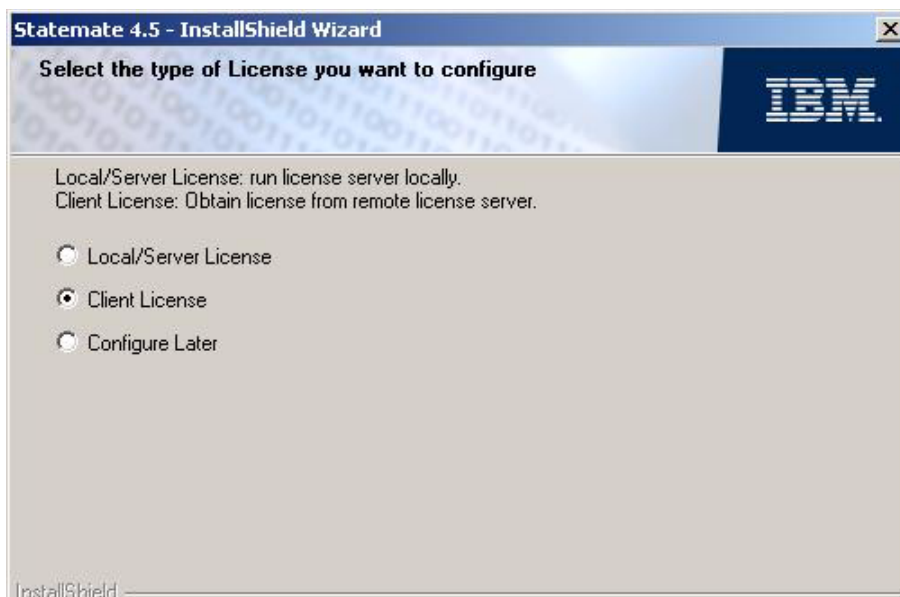 Statemate 4.5 - InstallShield Wizard
Select the type of License you want to configure
IBM.
Local/Server License: run license server locally.
Client License: Obtain license from remote license server.
Local/Server License
Client License
Configure Later
InstallShield